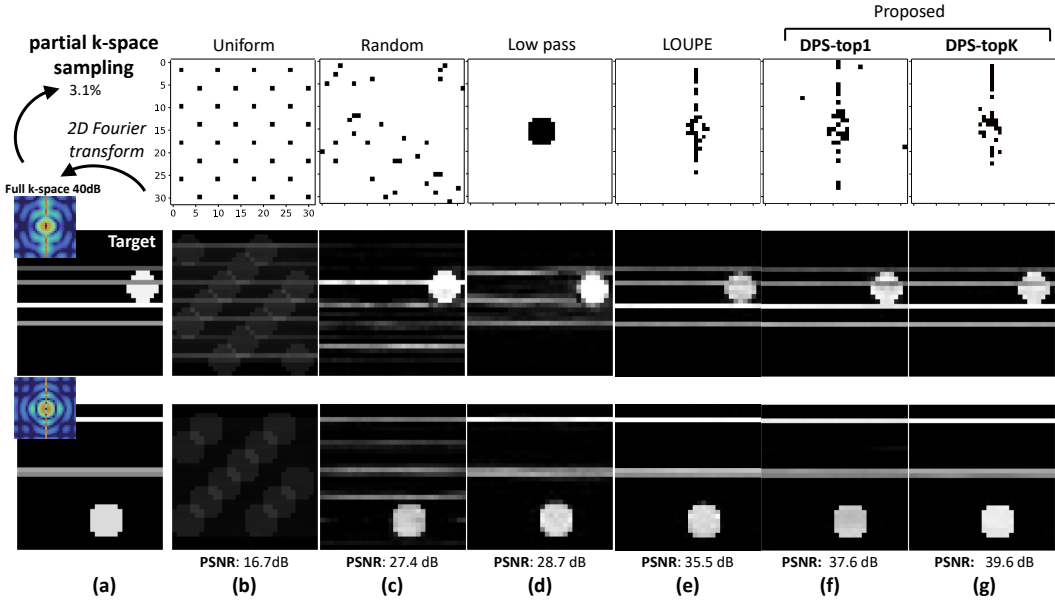 Proposed
partial k-space
sampling
3.1%
Uniform
Random
Low pass
LOUPE
DPS-top1
DPS-topK
0
5
10
15
20
25
30
0 5 10 15 20 25 30
2D Fourier
transform
Full k-space 40dB
Target
PSNR: 16.7dB
PSNR: 27.4 dB
PSNR: 28.7 dB
PSNR: 35.5 dB
PSNR: 37.6 dB
PSNR: 39.6 dB
(a)
(b)
(c)
(d)
(e)
(f)
(g)